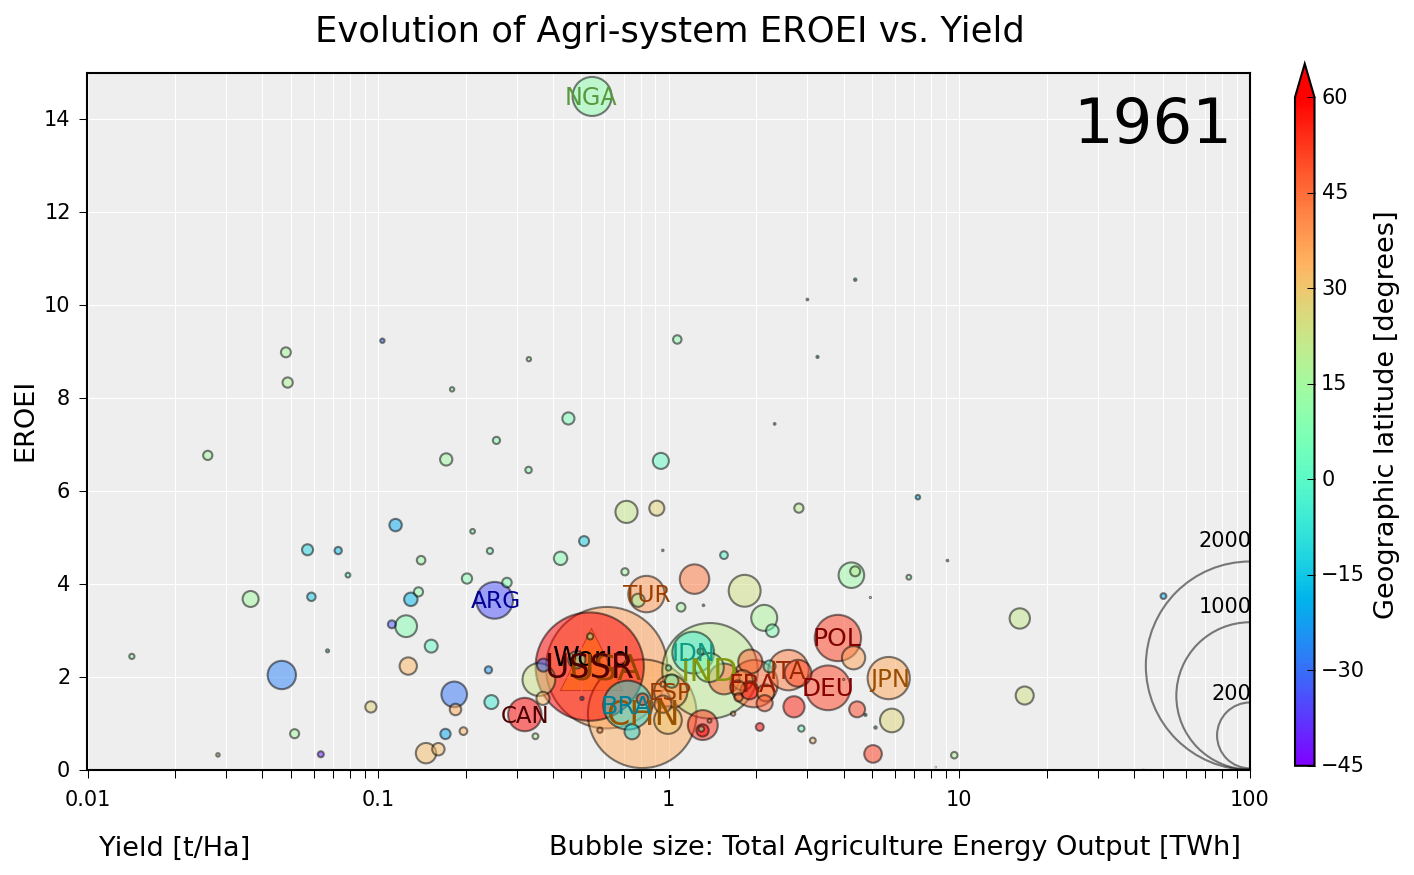 Evolution of Agri-system EROEI vs. Yield
1961
NGA
EROEI
14
12
10
8
6
4
2
0
ARG
TUR
World
USSR
USA
CAN
BRA
CHN
ESP
IDN
IND
FRA
ITA
POL
DEU
JPN
2000
1000
200
0.01
0.1
1
10
100
Yield [t/Ha]
Bubble size: Total Agriculture Energy Output [TWh]
60
45
30
15
0
−15
−30
−45
Geographic latitude [degrees]